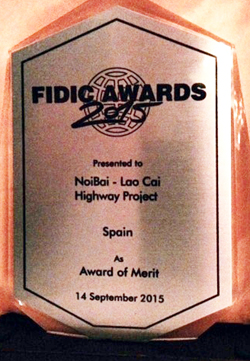 FIDIC AWARDS
2015
Presented to
NoiBai - Lao Cai
Highway Project
Spain
As
Award of Merit
14 September 2015